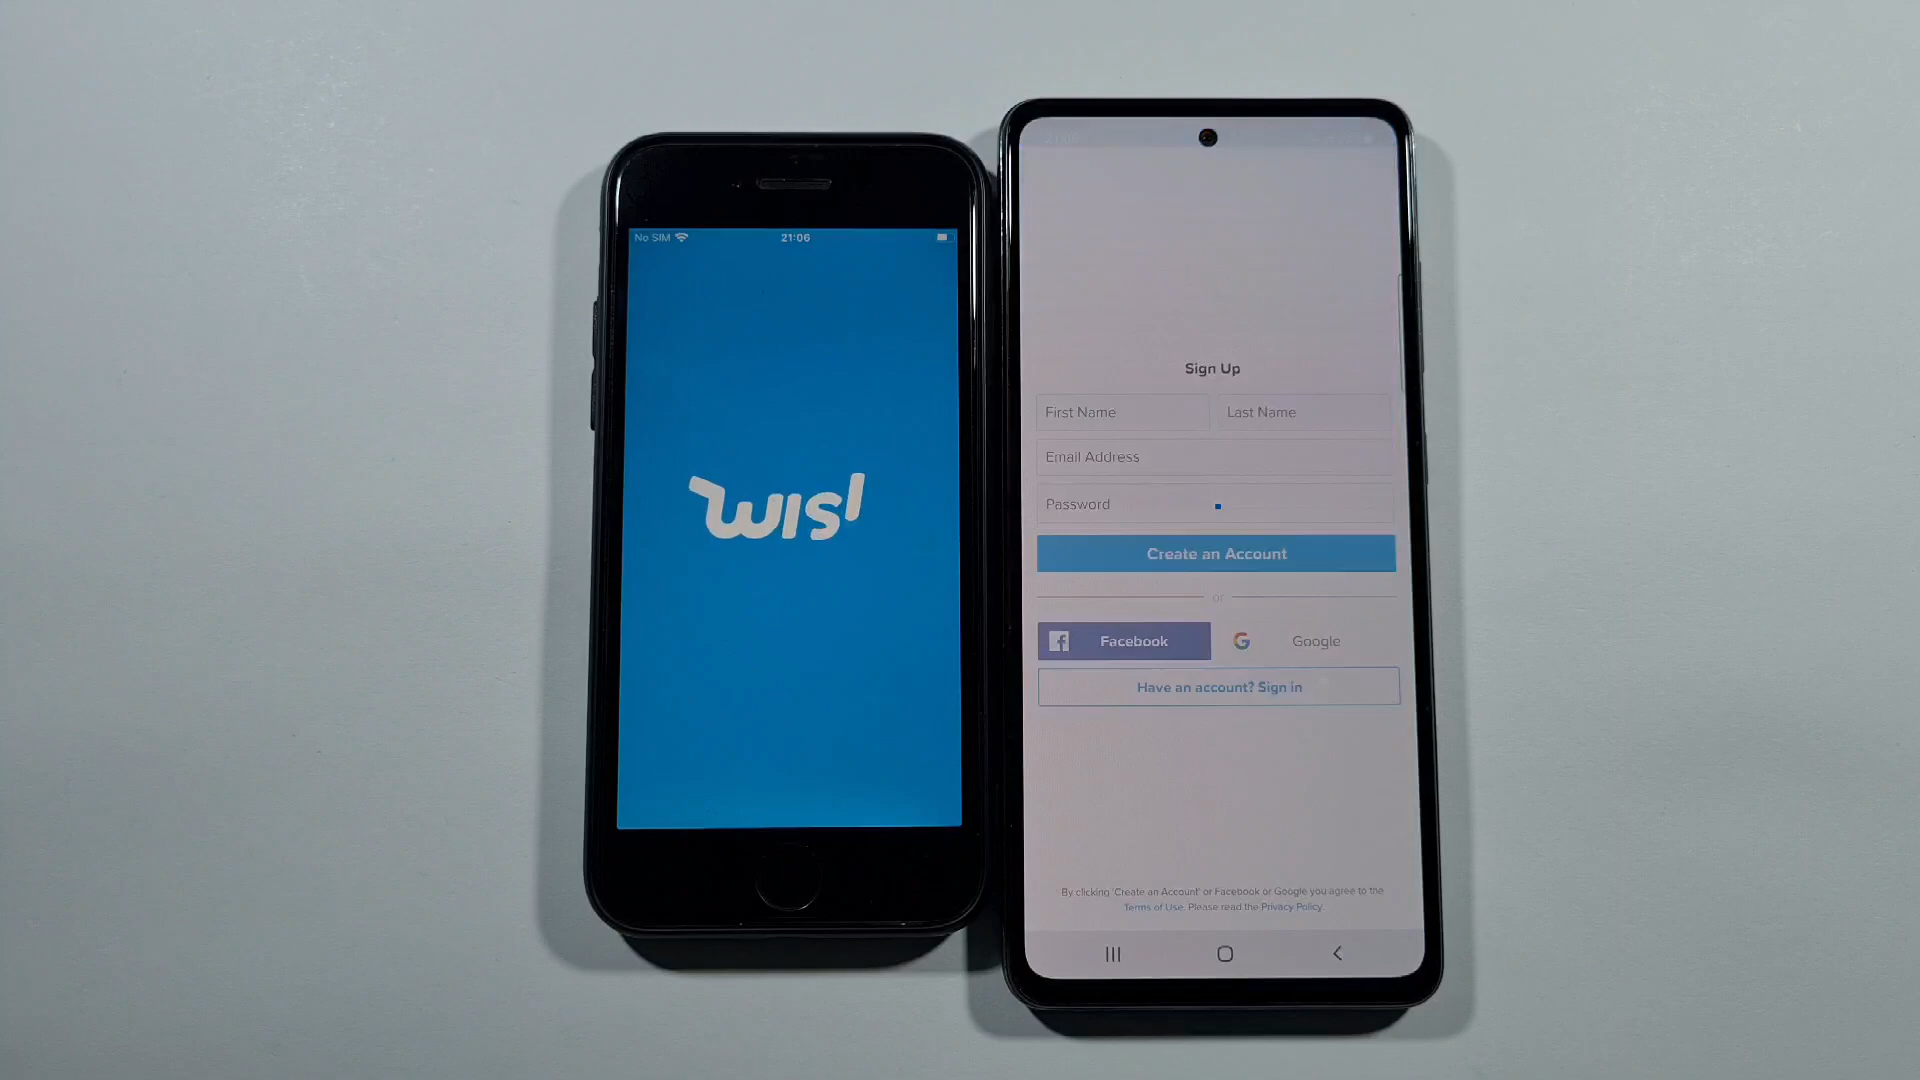 No SIM
21:06
wisl
Sign Up
First Name
Last Name
Email Address
Password
Create an Account
or
Facebook
Google
Have an account? Sign in
By clicking 'Create an Account' or Facebook or Google you agree to the
Terms of Use. Please read the Privacy Policy.